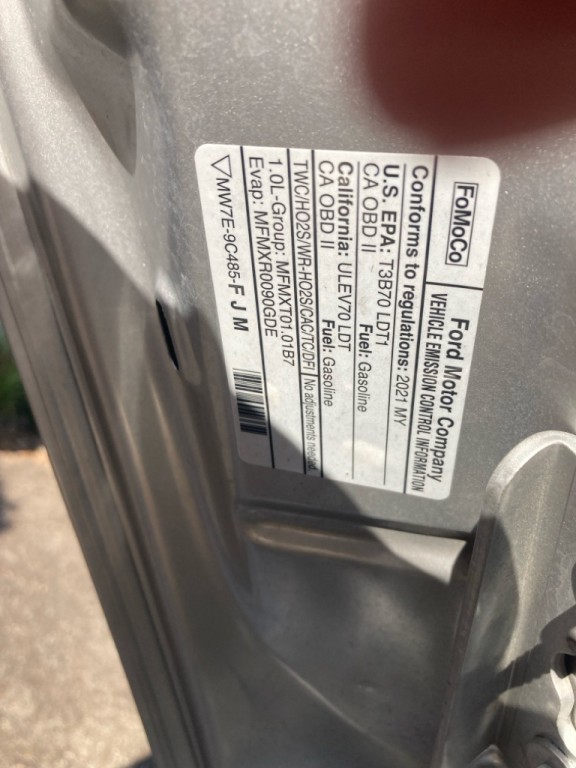 FoMoCo
Ford Motor Company
VEHICLE EMISSION CONTROL INFORMATION
Conforms to regulations: 2021 MY
U.S. EPA: T3B70 LDT1 Fuel: Gasoline
CA OBD II
California: ULEV70 LDT Fuel: Gasoline
CA OBD II
TWC/HO2S/WR-HO2S/CAC/TC/DFI No adjustments needed.
1.0L-Group: MFMXT01.01B7
Evap: MFMXR0090GDE
MW7E-9C485-F J M